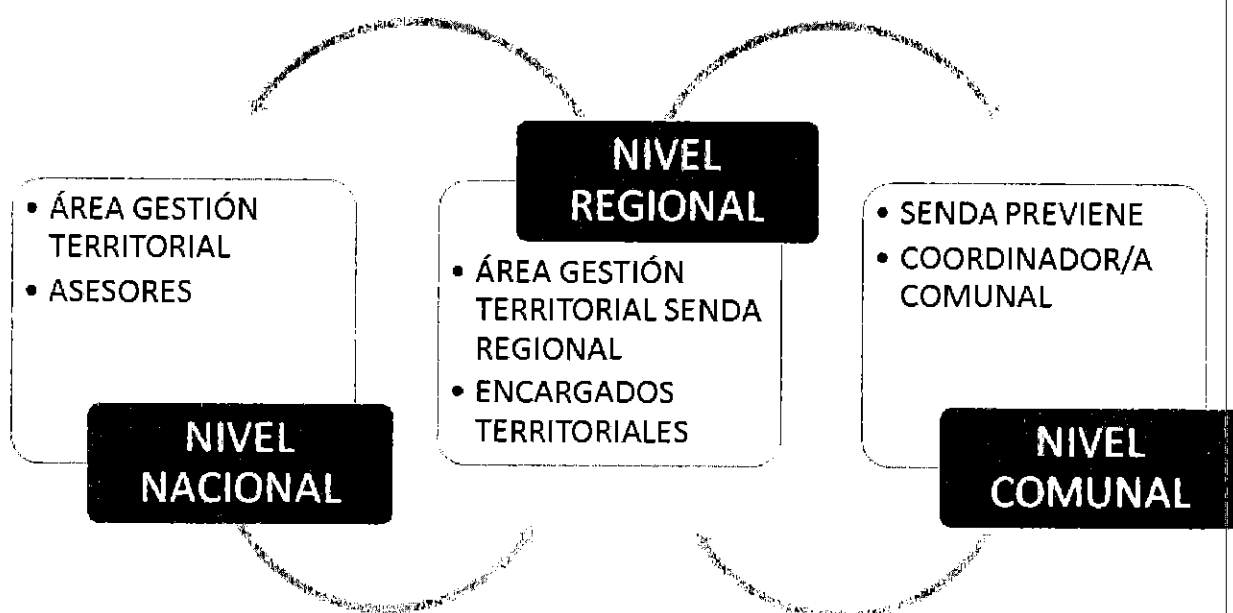 • ÁREA GESTIÓN
TERRITORIAL
• ASESORES
NIVEL
NACIONAL
NIVEL
REGIONAL
• ÁREA GESTIÓN
TERRITORIAL SENDA
REGIONAL
• ENCARGADOS
TERRITORIALES
• SENDA PREVIENE
• COORDINADOR/A
COMUNAL
NIVEL
COMUNAL